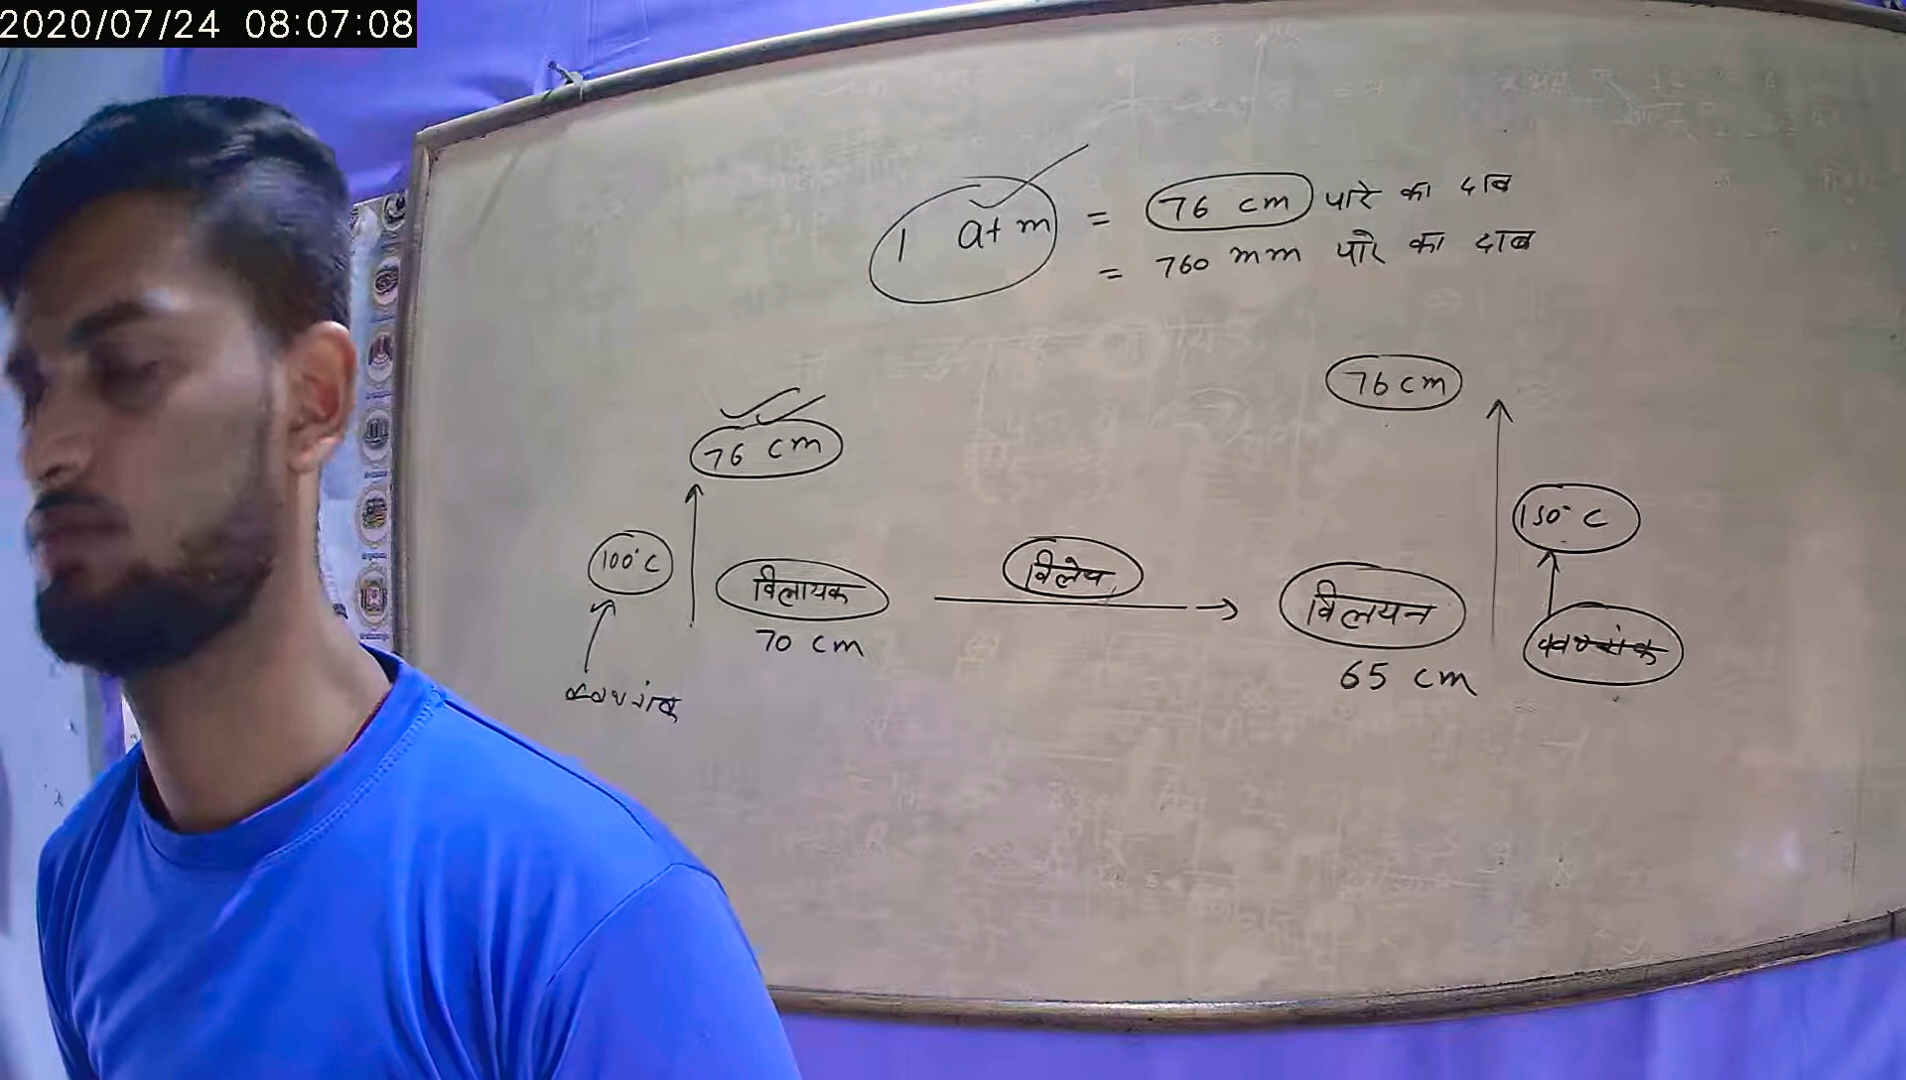 2020/07/24 08:07:08
1 atm = 76 cm पारे का दाब
= 760 mm पारे का दाब
76 cm
76 cm
100°C
विलायक
70 cm
विलेय
विलयन
65 cm
150°C